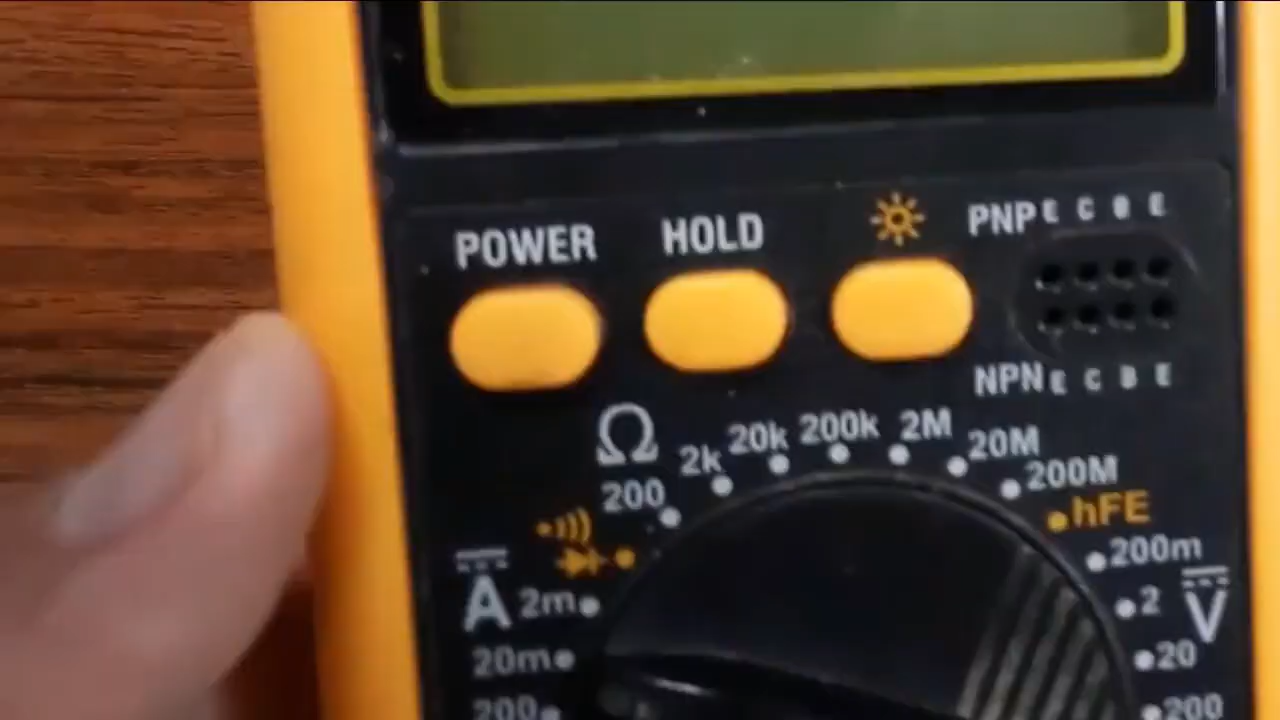 POWER HOLD PNP E C B E
NPN E C B E
Ω 200 2k 20k 200k 2M 20M 200M hFE
A 2m 200m 2 V
20m 20
200 200